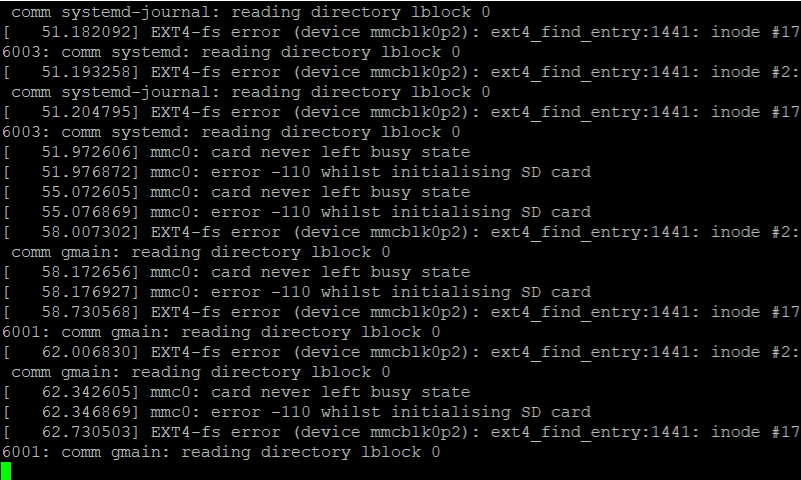 comm systemd-journal: reading directory lblock 0
[   51.182092] EXT4-fs error (device mmcblk0p2): ext4_find_entry:1441: inode #17
6003: comm systemd: reading directory lblock 0
[   51.193258] EXT4-fs error (device mmcblk0p2): ext4_find_entry:1441: inode #2:
 comm systemd-journal: reading directory lblock 0
[   51.204795] EXT4-fs error (device mmcblk0p2): ext4_find_entry:1441: inode #17
6003: comm systemd: reading directory lblock 0
[   51.972606] mmc0: card never left busy state
[   51.976872] mmc0: error -110 whilst initialising SD card
[   55.072605] mmc0: card never left busy state
[   55.076869] mmc0: error -110 whilst initialising SD card
[   58.007302] EXT4-fs error (device mmcblk0p2): ext4_find_entry:1441: inode #2:
 comm gmain: reading directory lblock 0
[   58.172656] mmc0: card never left busy state
[   58.176927] mmc0: error -110 whilst initialising SD card
[   58.730568] EXT4-fs error (device mmcblk0p2): ext4_find_entry:1441: inode #17
6001: comm gmain: reading directory lblock 0
[   62.006830] EXT4-fs error (device mmcblk0p2): ext4_find_entry:1441: inode #2:
 comm gmain: reading directory lblock 0
[   62.342605] mmc0: card never left busy state
[   62.346869] mmc0: error -110 whilst initialising SD card
[   62.730503] EXT4-fs error (device mmcblk0p2): ext4_find_entry:1441: inode #17
6001: comm gmain: reading directory lblock 0